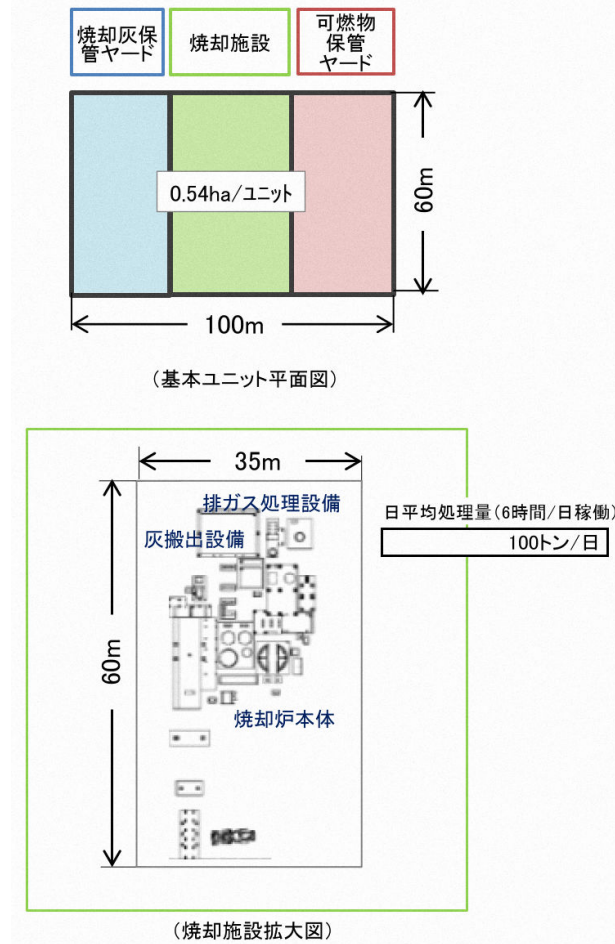 焼却灰保
管ヤード
焼却施設
可燃物
保管
ヤード
0.54ha/ユニット
60m
100m
(基本ユニット平面図)
35m
排ガス処理設備
灰搬出設備
日平均処理量(6時間/日稼働)
100トン/日
60m
焼却炉本体
(焼却施設拡大図)